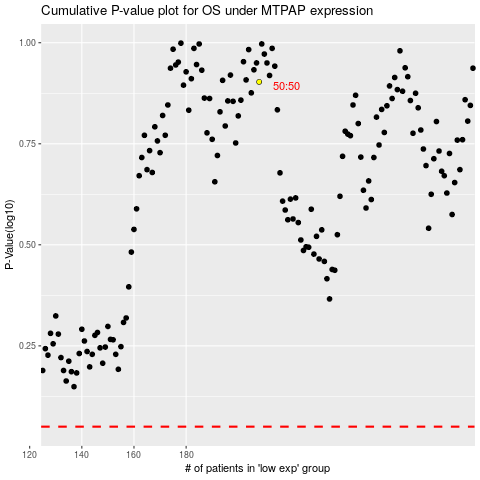 Cumulative P-value plot for OS under MTPAP expression
1.00
0.75
0.50
0.25
P-Value(log10)
50:50
120 140 160 180
# of patients in 'low exp' group